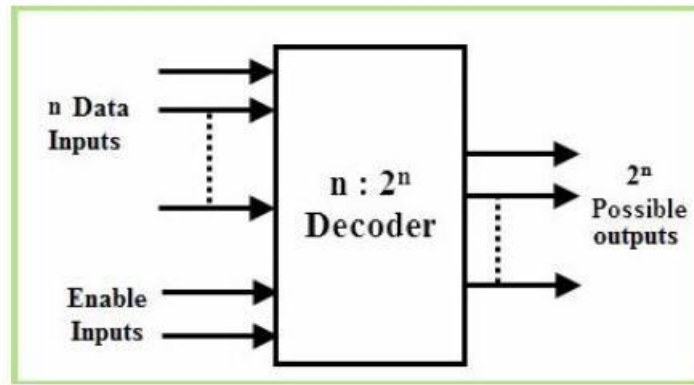 n Data
Inputs
n : 2ⁿ
Decoder
2ⁿ
Possible
outputs
Enable
Inputs